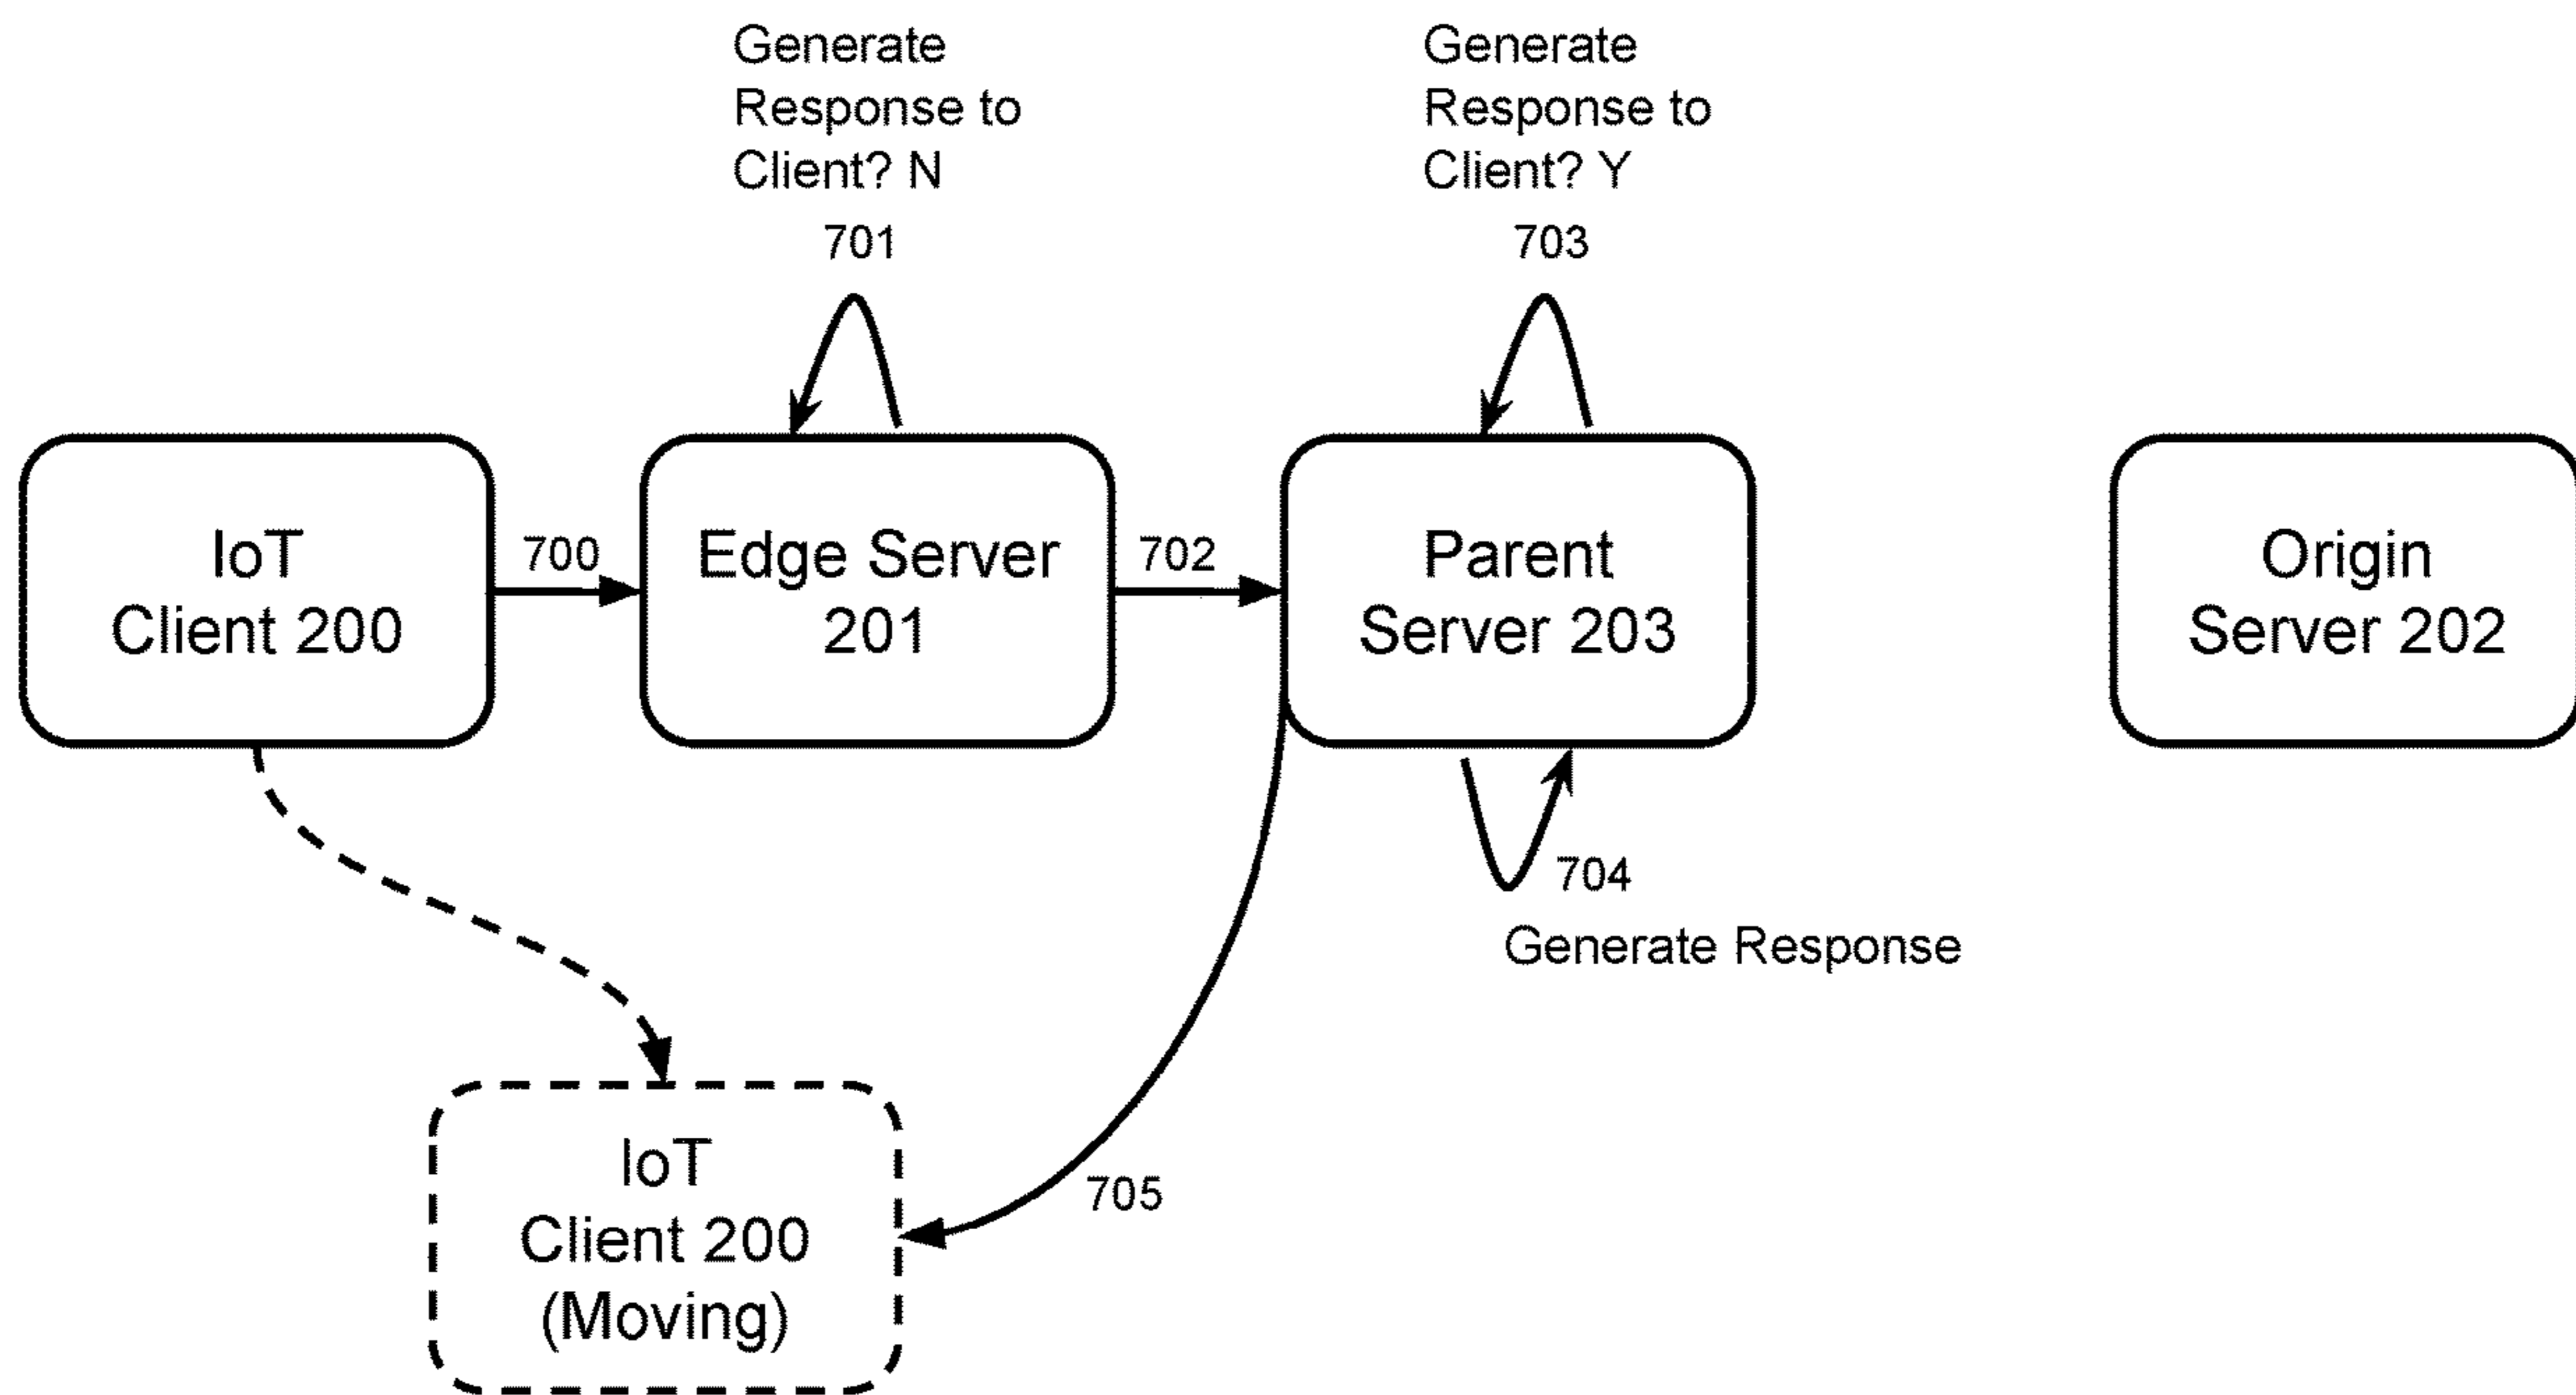 Generate
Response to
Client? N
701
Generate
Response to
Client? Y
703
IoT
Client 200
700
Edge Server
201
702
Parent
Server 203
Origin
Server 202
704
Generate Response
705
IoT
Client 200
(Moving)